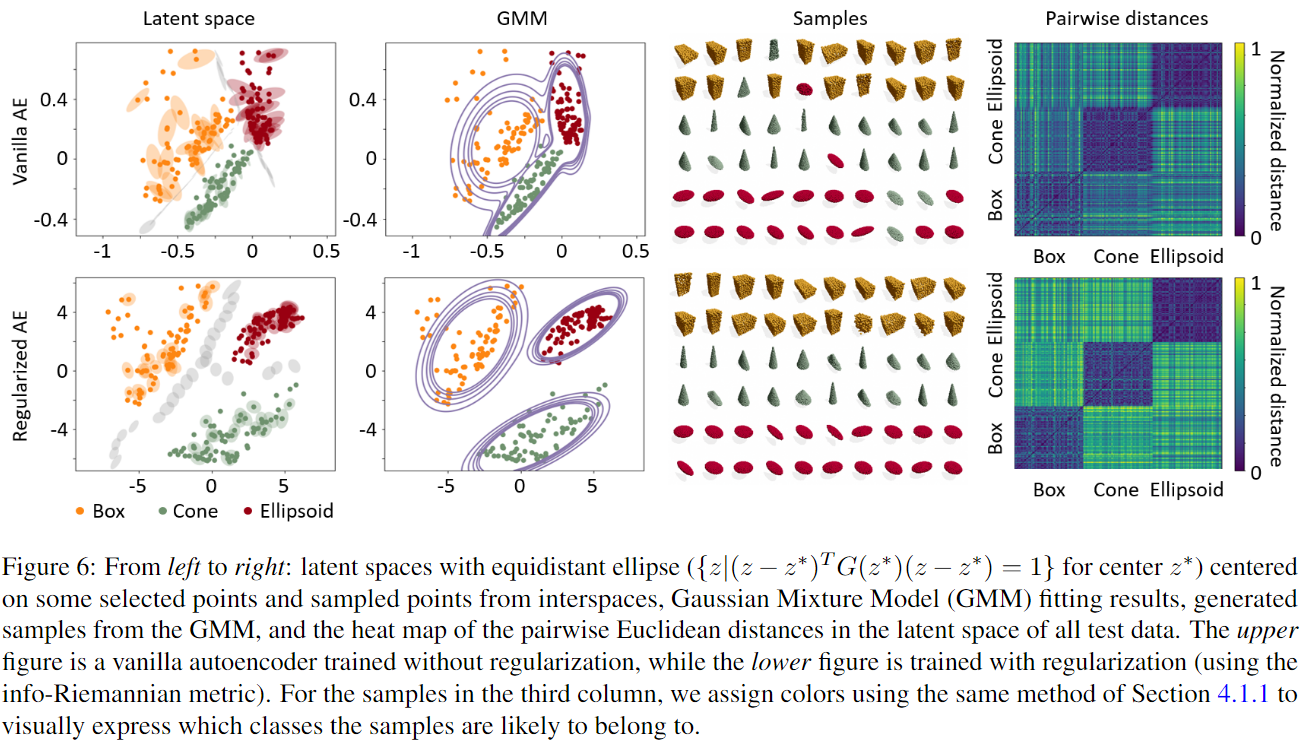 Latent space
GMM
Samples
Pairwise distances
Vanilla AE
0.4
0
-0.4
-1
-0.5
0
0.5
0.4
0
-0.4
-1
-0.5
0
0.5
Box Cone Ellipsoid
Box Cone Ellipsoid
1
0
Normalized distance
Regularized AE
4
0
-4
-5
0
5
4
0
-4
-5
0
5
Box Cone Ellipsoid
Box Cone Ellipsoid
1
0
Normalized distance
Box Cone Ellipsoid
Figure 6: From left to right: latent spaces with equidistant ellipse ({z|(z − z*)ᵀG(z*)(z − z*) = 1} for center z*) centered
on some selected points and sampled points from interspaces, Gaussian Mixture Model (GMM) fitting results, generated
samples from the GMM, and the heat map of the pairwise Euclidean distances in the latent space of all test data. The upper
figure is a vanilla autoencoder trained without regularization, while the lower figure is trained with regularization (using the
info-Riemannian metric). For the samples in the third column, we assign colors using the same method of Section 4.1.1 to
visually express which classes the samples are likely to belong to.